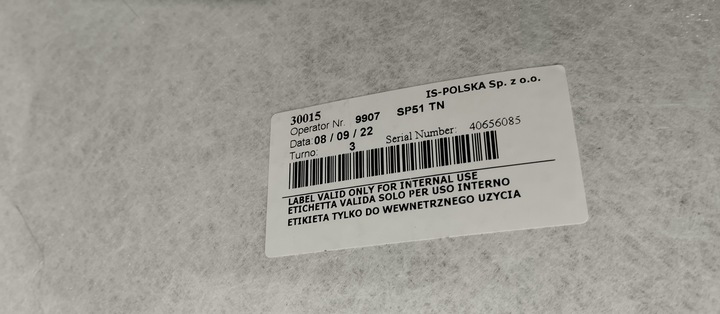 IS-POLSKA Sp. z o.o.
30015
Operator Nr. 9907 SP51 TN
Data: 08 / 09 / 22
Turno: 3 Serial Number: 40656085
LABEL VALID ONLY FOR INTERNAL USE
ETICHETTA VALIDA SOLO PER USO INTERNO
ETIKIETA TYLKO DO WEWNETRZNEGO UZYCIA